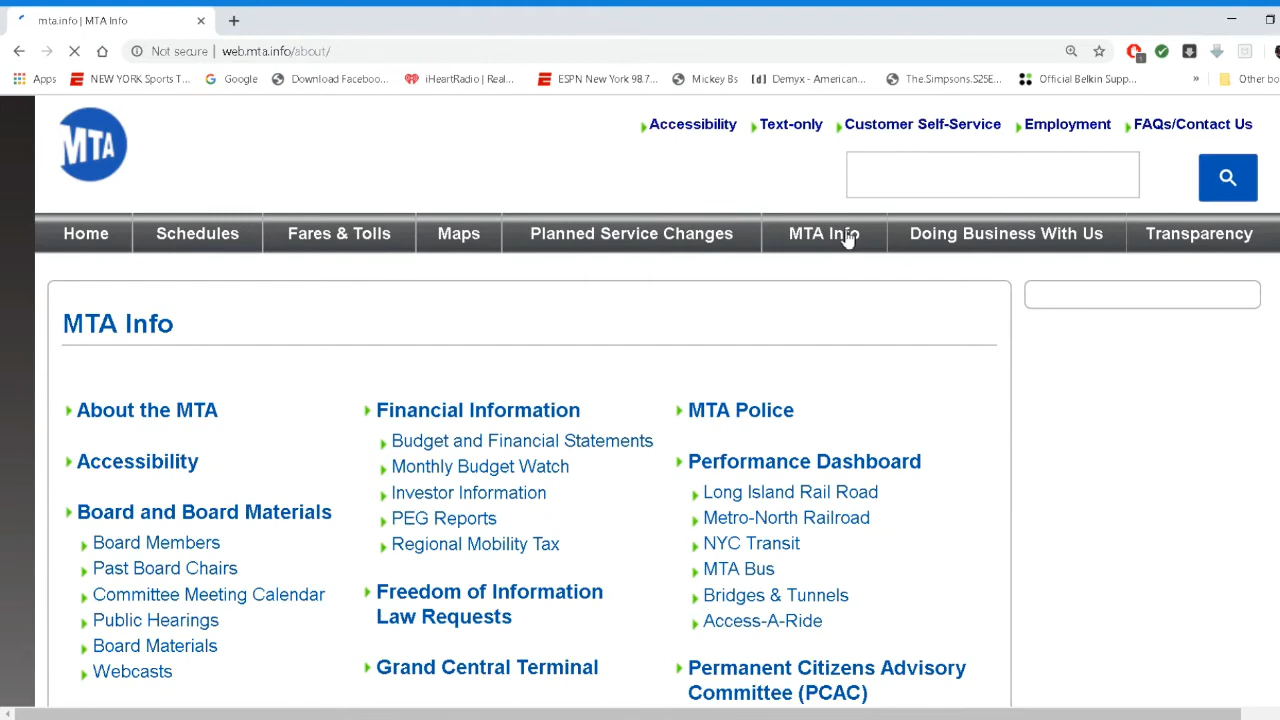 mta.info | MTA Info
Not secure | web.mta.info/about/
Apps NEW YORK Sports T... Google Download Faceboo... iHeartRadio | Real... ESPN New York 98.7... Mickey Bs [d] Demyx - American... The.Simpsons.S25E... Official Belkin Supp... » Other bo
MTA
Accessibility Text-only Customer Self-Service Employment FAQs/Contact Us
Home Schedules Fares & Tolls Maps Planned Service Changes MTA Info Doing Business With Us Transparency
MTA Info
About the MTA
Accessibility
Board and Board Materials
Board Members
Past Board Chairs
Committee Meeting Calendar
Public Hearings
Board Materials
Webcasts
Financial Information
Budget and Financial Statements
Monthly Budget Watch
Investor Information
PEG Reports
Regional Mobility Tax
Freedom of Information
Law Requests
Grand Central Terminal
MTA Police
Performance Dashboard
Long Island Rail Road
Metro-North Railroad
NYC Transit
MTA Bus
Bridges & Tunnels
Access-A-Ride
Permanent Citizens Advisory
Committee (PCAC)